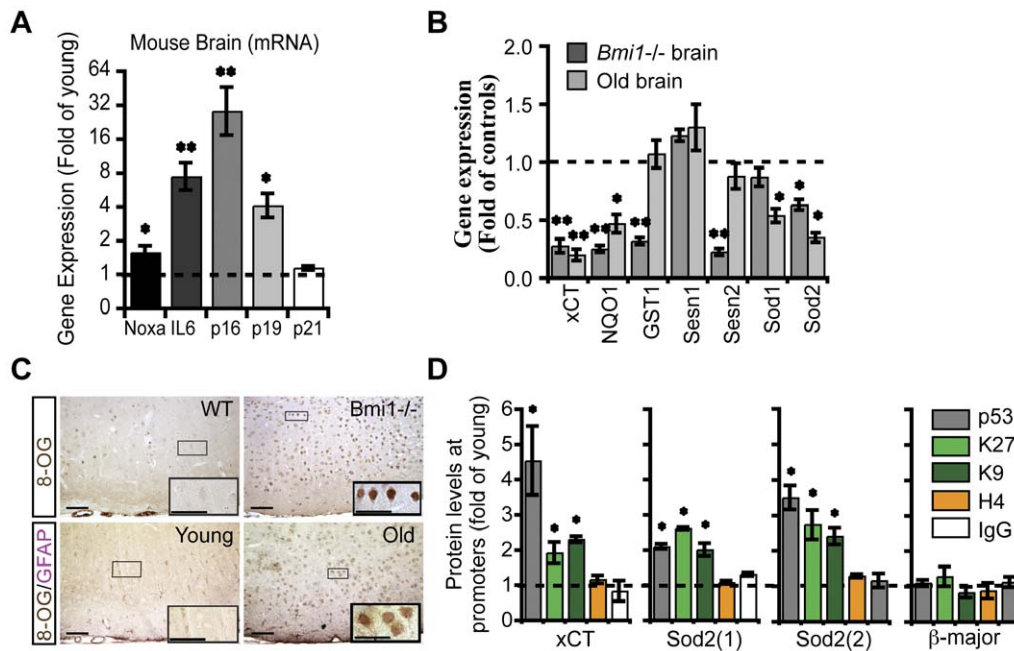 A
Mouse Brain (mRNA)
Gene Expression (Fold of young)
64
32
16
8
4
2
1
0
*
**
**
*
Noxa IL6 p16 p19 p21
B
Gene expression
(Fold of controls)
2.0
1.5
1.0
0.5
0.0
Bmi1-/- brain
Old brain
**
**
**
*
**
**
*
*
*
xCT
NQO1
GST1
Sesn1
Sesn2
Sod1
Sod2
C
8-OG
WT
Bmi1-/-
8-OG/GFAP
Young
Old
D
Protein levels at
promoters (fold of young)
6
5
4
3
2
1
0
*
*
*
*
*
*
*
*
*
p53
K27
K9
H4
IgG
xCT
Sod2(1)
Sod2(2)
β-major